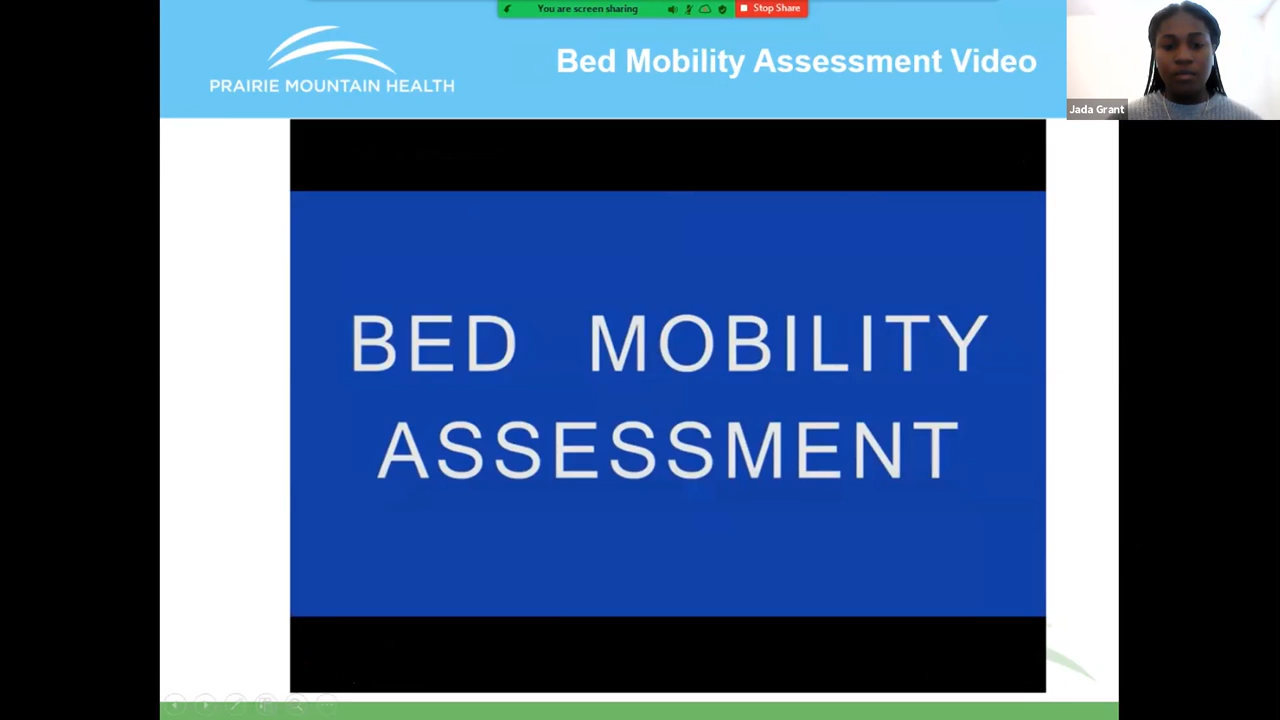 You are screen sharing
Stop Share
PRAIRIE MOUNTAIN HEALTH
Bed Mobility Assessment Video
Jada Grant
BED MOBILITY
ASSESSMENT